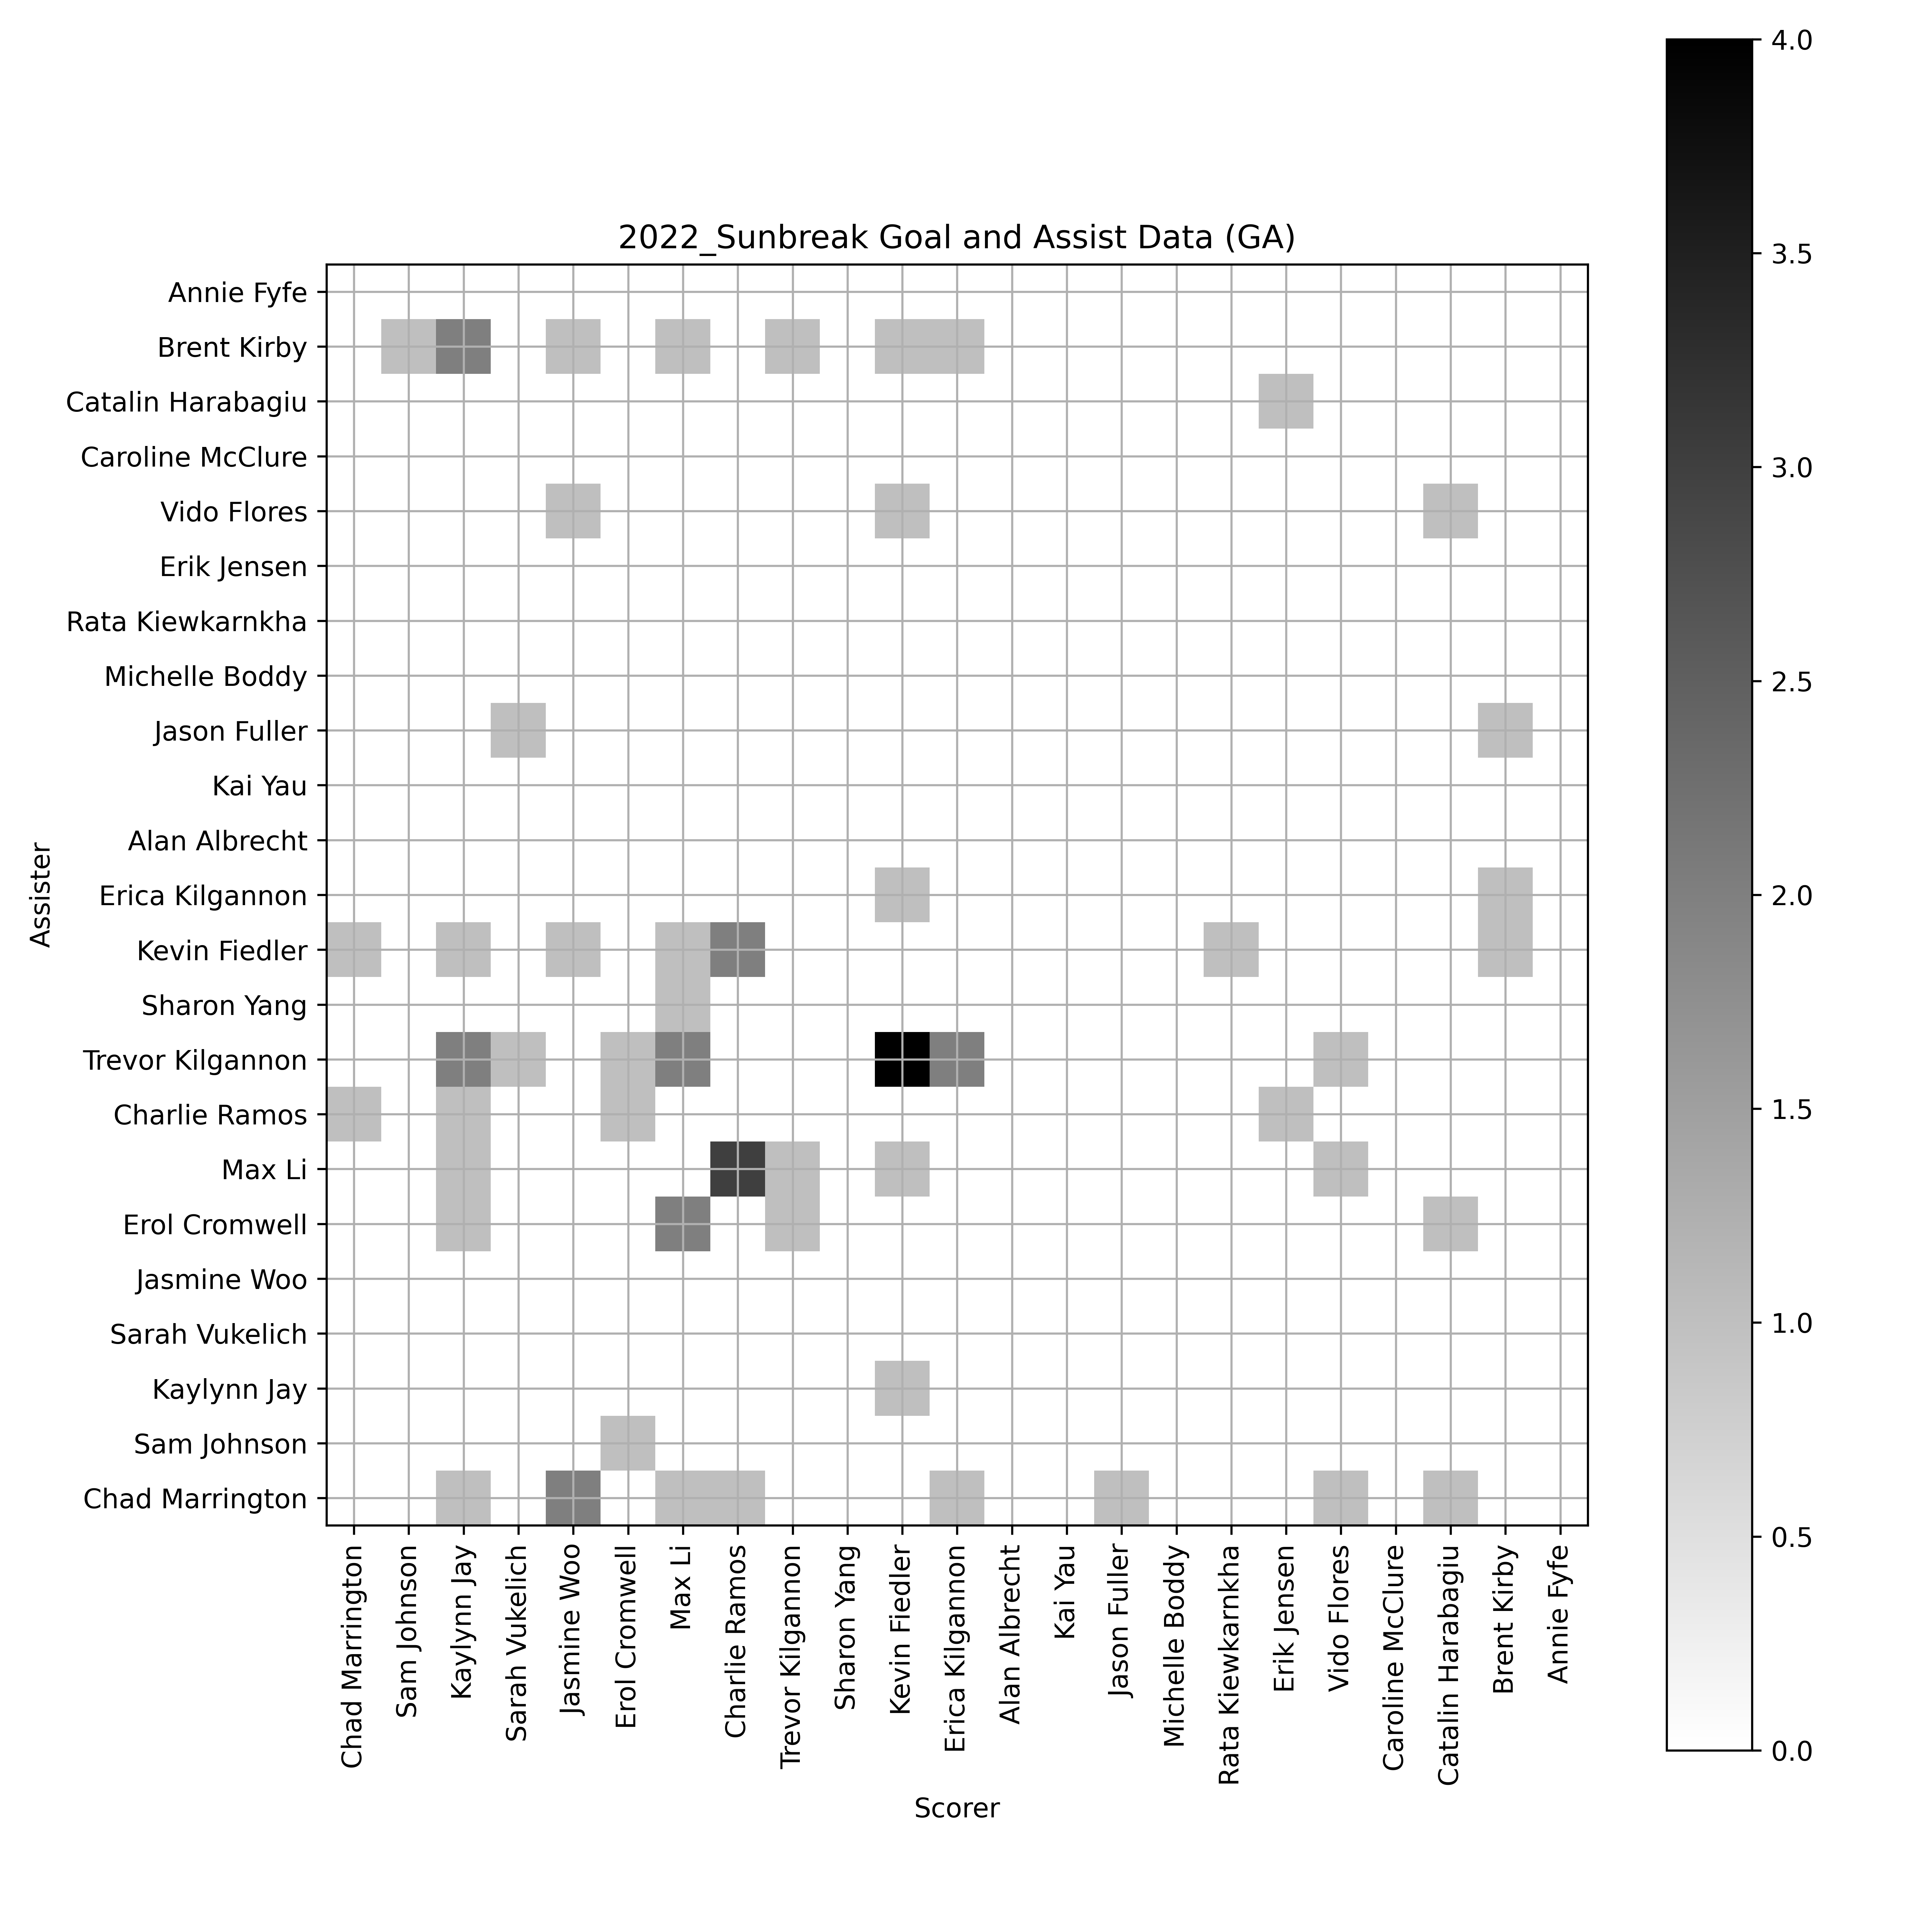 2022_Sunbreak Goal and Assist Data (GA)
Assister
Annie Fyfe
Brent Kirby
Catalin Harabagiu
Caroline McClure
Vido Flores
Erik Jensen
Rata Kiewkarnkha
Michelle Boddy
Jason Fuller
Kai Yau
Alan Albrecht
Erica Kilgannon
Kevin Fiedler
Sharon Yang
Trevor Kilgannon
Charlie Ramos
Max Li
Erol Cromwell
Jasmine Woo
Sarah Vukelich
Kaylynn Jay
Sam Johnson
Chad Marrington
Chad Marrington
Sam Johnson
Kaylynn Jay
Sarah Vukelich
Jasmine Woo
Erol Cromwell
Max Li
Charlie Ramos
Trevor Kilgannon
Sharon Yang
Kevin Fiedler
Erica Kilgannon
Alan Albrecht
Kai Yau
Jason Fuller
Michelle Boddy
Rata Kiewkarnkha
Erik Jensen
Vido Flores
Caroline McClure
Catalin Harabagiu
Brent Kirby
Annie Fyfe
Scorer
4.0
3.5
3.0
2.5
2.0
1.5
1.0
0.5
0.0